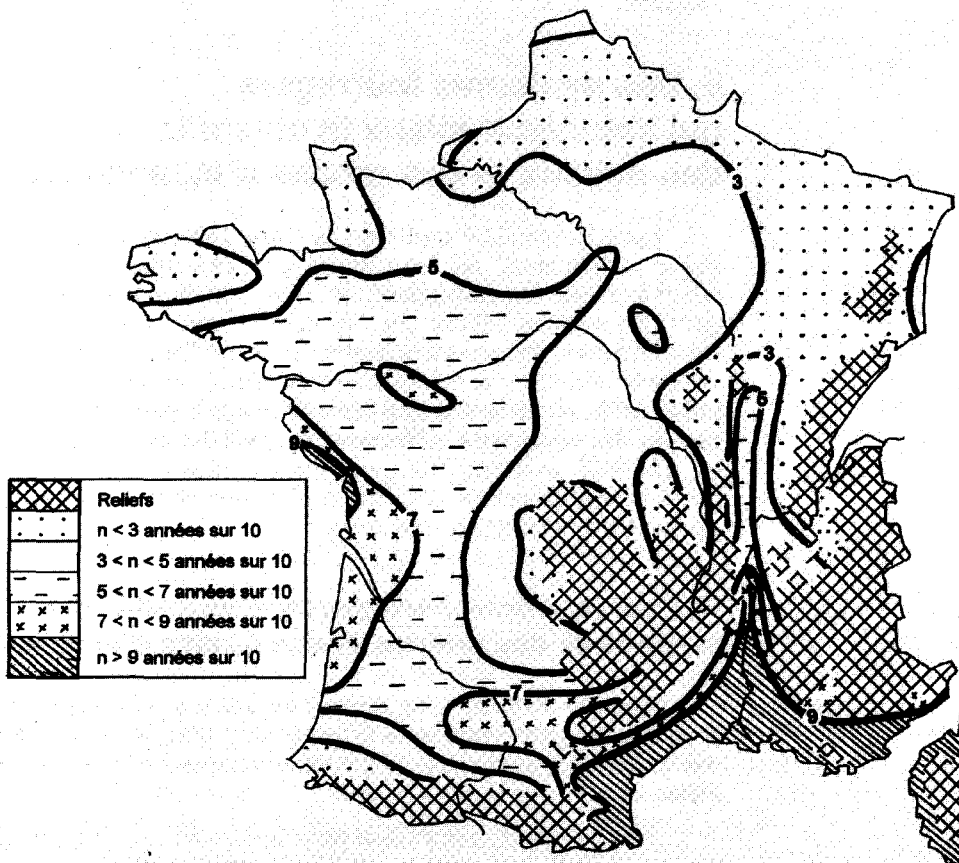 3
5
3
5
9
7
7
9
Reliefs
n < 3 années sur 10
3 < n < 5 années sur 10
5 < n < 7 années sur 10
7 < n < 9 années sur 10
n > 9 années sur 10